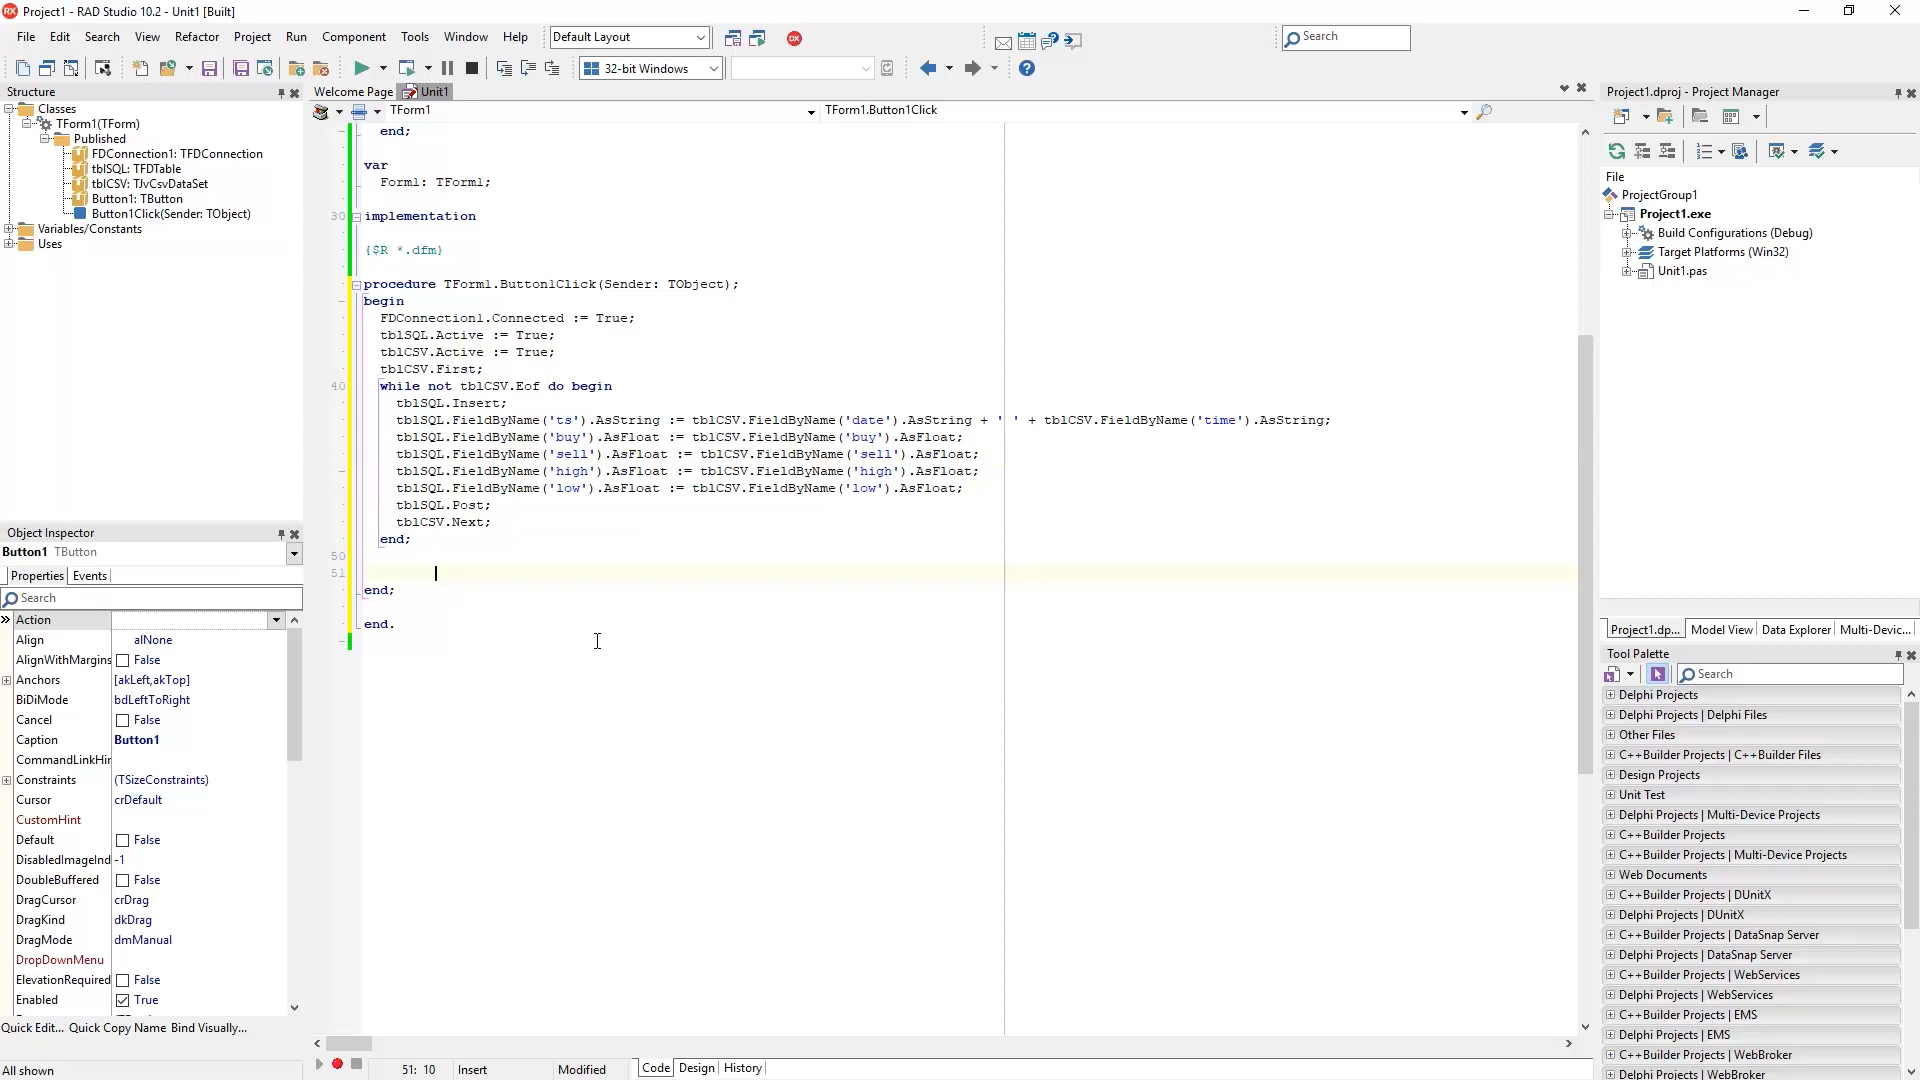 Project1 - RAD Studio 10.2 - Unit1 [Built]
File Edit Search View Refactor Project Run Component Tools Window Help Default Layout Search
32-bit Windows
Structure
Classes
TForm1(TForm)
Published
FDConnection1: TFDConnection
tblSQL: TFDTable
tblCSV: TJvCsvDataSet
Button1: TButton
Button1Click(Sender: TObject)
Variables/Constants
Uses
Object Inspector
Button1 TButton
Properties Events
Search
Action
Align alNone
AlignWithMargins False
Anchors [akLeft,akTop]
BiDiMode bdLeftToRight
Cancel False
Caption Button1
CommandLinkHin
Constraints (TSizeConstraints)
Cursor crDefault
CustomHint
Default False
DisabledImageInd -1
DoubleBuffered False
DragCursor crDrag
DragKind dkDrag
DragMode dmManual
DropDownMenu
ElevationRequired False
Enabled True
Quick Edit... Quick Copy Name Bind Visually...
All shown
Welcome Page Unit1
TForm1 TForm1.Button1Click
end;
var
Form1: TForm1;
30 implementation
{$R *.dfm}
procedure TForm1.Button1Click(Sender: TObject);
begin
FDConnection1.Connected := True;
tblSQL.Active := True;
tblCSV.Active := True;
tblCSV.First;
40 while not tblCSV.Eof do begin
tblSQL.Insert;
tblSQL.FieldByName('ts').AsString := tblCSV.FieldByName('date').AsString + ' ' + tblCSV.FieldByName('time').AsString;
tblSQL.FieldByName('buy').AsFloat := tblCSV.FieldByName('buy').AsFloat;
tblSQL.FieldByName('sell').AsFloat := tblCSV.FieldByName('sell').AsFloat;
tblSQL.FieldByName('high').AsFloat := tblCSV.FieldByName('high').AsFloat;
tblSQL.FieldByName('low').AsFloat := tblCSV.FieldByName('low').AsFloat;
tblSQL.Post;
tblCSV.Next;
end;
50
51
end;
end.
51: 10 Insert Modified Code Design History
Project1.dproj - Project Manager
File
ProjectGroup1
Project1.exe
Build Configurations (Debug)
Target Platforms (Win32)
Unit1.pas
Project1.dp... Model View Data Explorer Multi-Devic...
Tool Palette
Search
Delphi Projects
Delphi Projects | Delphi Files
Other Files
C++Builder Projects | C++Builder Files
Design Projects
Unit Test
Delphi Projects | Multi-Device Projects
C++Builder Projects
C++Builder Projects | Multi-Device Projects
Web Documents
C++Builder Projects | DUnitX
Delphi Projects | DUnitX
C++Builder Projects | DataSnap Server
Delphi Projects | DataSnap Server
C++Builder Projects | WebServices
Delphi Projects | WebServices
C++Builder Projects | EMS
Delphi Projects | EMS
C++Builder Projects | WebBroker
Delphi Projects | WebBroker